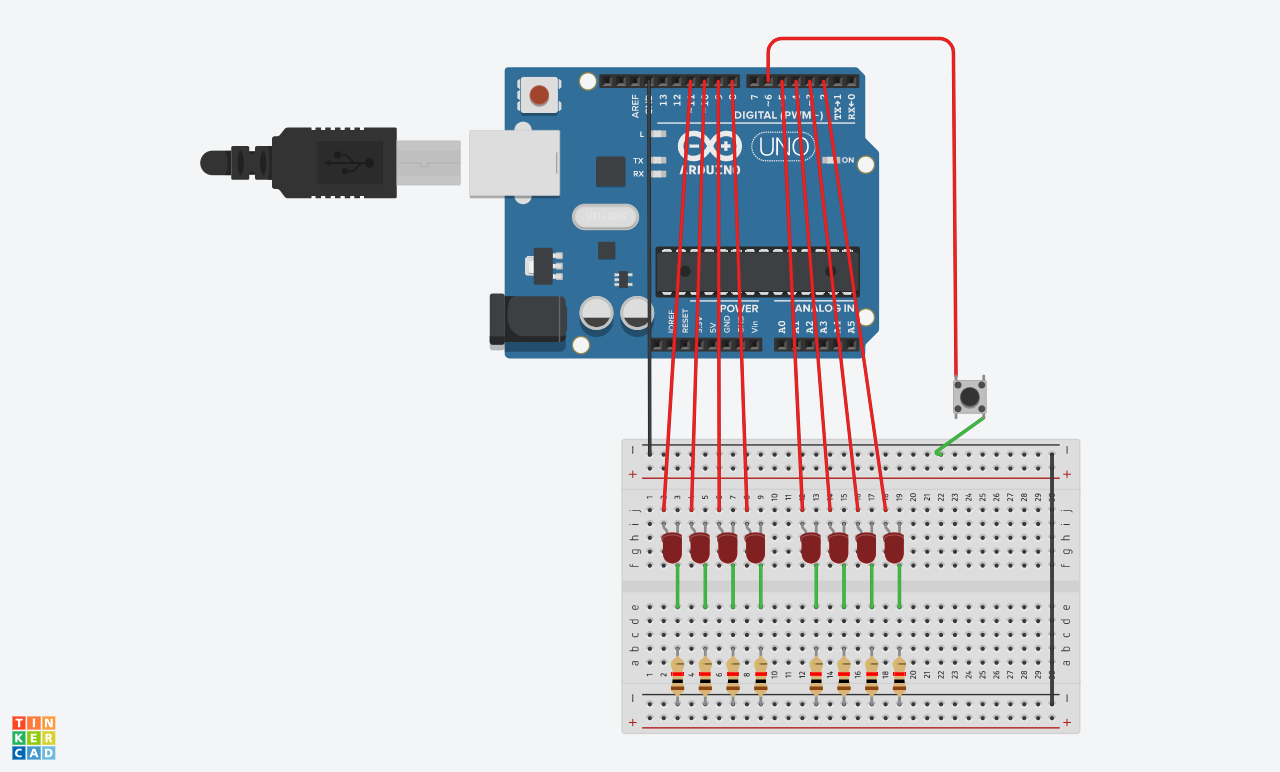 AREF
GND
13
12
~11
~10
9
8
7
~6
5
4
~3
2
TX→1
RX←0
DIGITAL (PWM~)
L
TX
RX
ARDUINO
UNO
ON
POWER
ANALOG IN
IOREF
RESET
3.3V
5V
GND
GND
Vin
A0
A1
A2
A3
A4
A5
− −
+ +
1 2 3 4 5 6 7 8 9 10 11 12 13 14 15 16 17 18 19 20 21 22 23 24 25 26 27 28 29 30
j j
i i
h h
g g
f f
e e
d d
c c
b b
a a
1 2 3 4 5 6 7 8 9 10 11 12 13 14 15 16 17 18 19 20 21 22 23 24 25 26 27 28 29 30
− −
+ +
TIN
KER
CAD